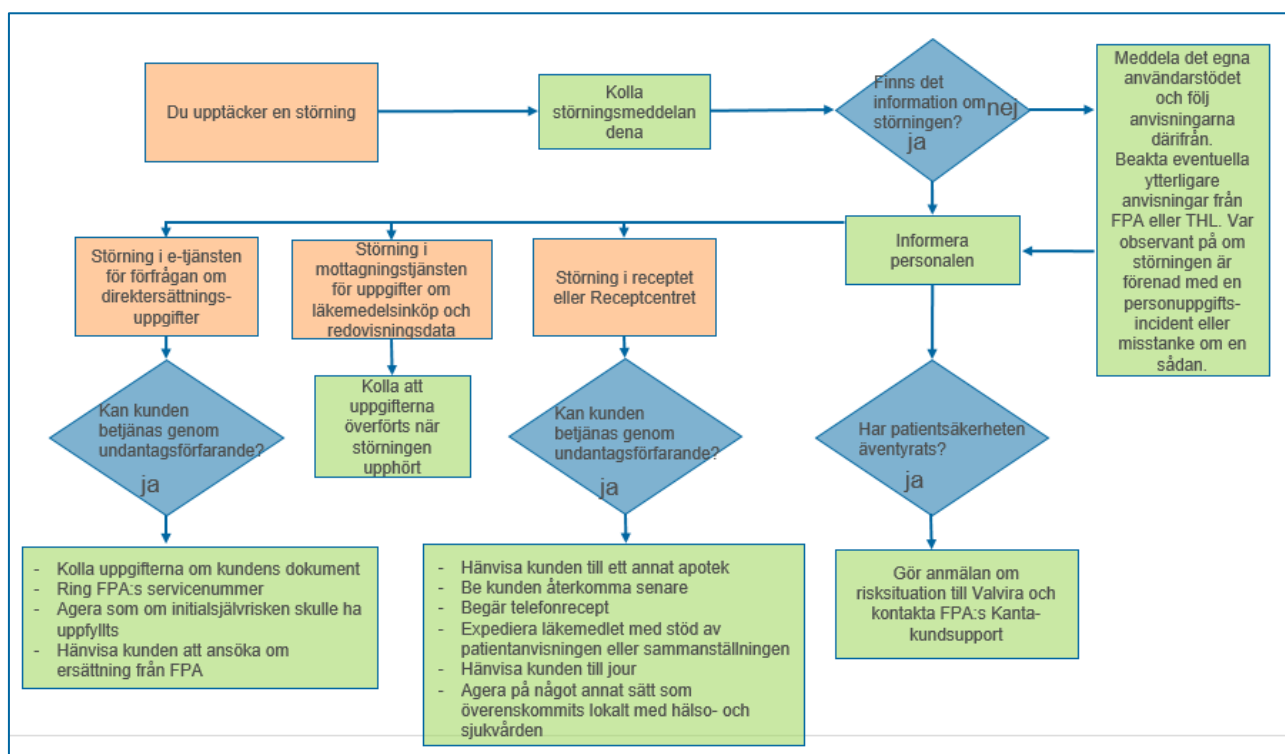 Du upptäcker en störning
Kolla
störningsmeddelan
dena
Finns det
information om
störningen?
nej
ja
Meddela det egna
användarstödet
och följ
anvisningarna
därifrån.
Beakta eventuella
ytterligare
anvisningar från
FPA eller THL. Var
observant på om
störningen är
förenad med en
personuppgifts-
incident eller
misstanke om en
sådan.
Störning i e-tjänsten
för förfrågan om
direktersättnings-
uppgifter
Störning i
mottagningstjänsten
för uppgifter om
läkemedelsinköp och
redovisningsdata
Störning i receptet
eller Receptcentret
Informera
personalen
Kan kunden
betjänas genom
undantagsförfarande?
ja
Kolla att
uppgifterna
överförts när
störningen
upphört
Kan kunden
betjänas genom
undantagsförfarande?
ja
Har patientsäkerheten
äventyrats?
ja
- Kolla uppgifterna om kundens dokument
- Ring FPA:s servicenummer
- Agera som om initialsjälvrisken skulle ha
uppfyllts
- Hänvisa kunden att ansöka om
ersättning från FPA
- Hänvisa kunden till ett annat apotek
- Be kunden återkomma senare
- Begär telefonrecept
- Expediera läkemedlet med stöd av
patientanvisningen eller sammanställningen
- Hänvisa kunden till jour
- Agera på något annat sätt som
överenskommits lokalt med hälso- och
sjukvården
Gör anmälan om
risksituation till Valvira och
kontakta FPA:s Kanta-
kundsupport